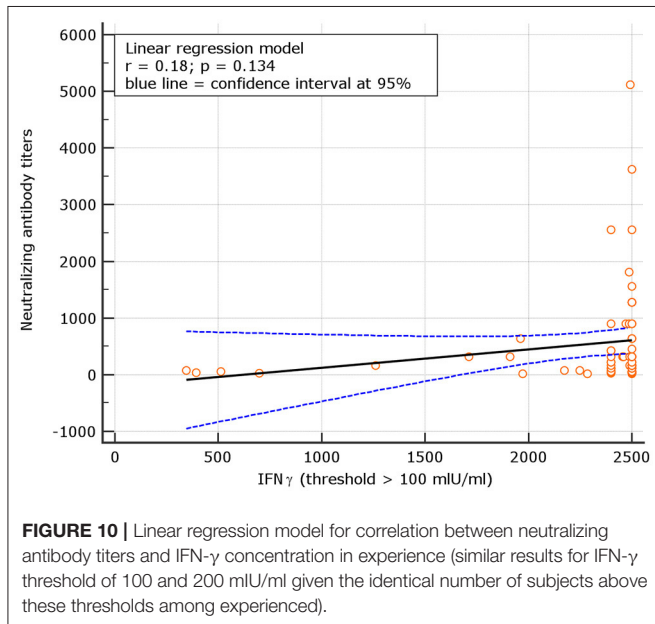 6000
Linear regression model
r = 0.18; p = 0.134
blue line = confidence interval at 95%
5000
4000
3000
2000
1000
0
-1000
Neutralizing antibody titers
0 500 1000 1500 2000 2500
IFNγ (threshold > 100 mlU/ml)
FIGURE 10 | Linear regression model for correlation between neutralizing
antibody titers and IFN-γ concentration in experience (similar results for IFN-γ
threshold of 100 and 200 mlU/ml given the identical number of subjects above
these thresholds among experienced).